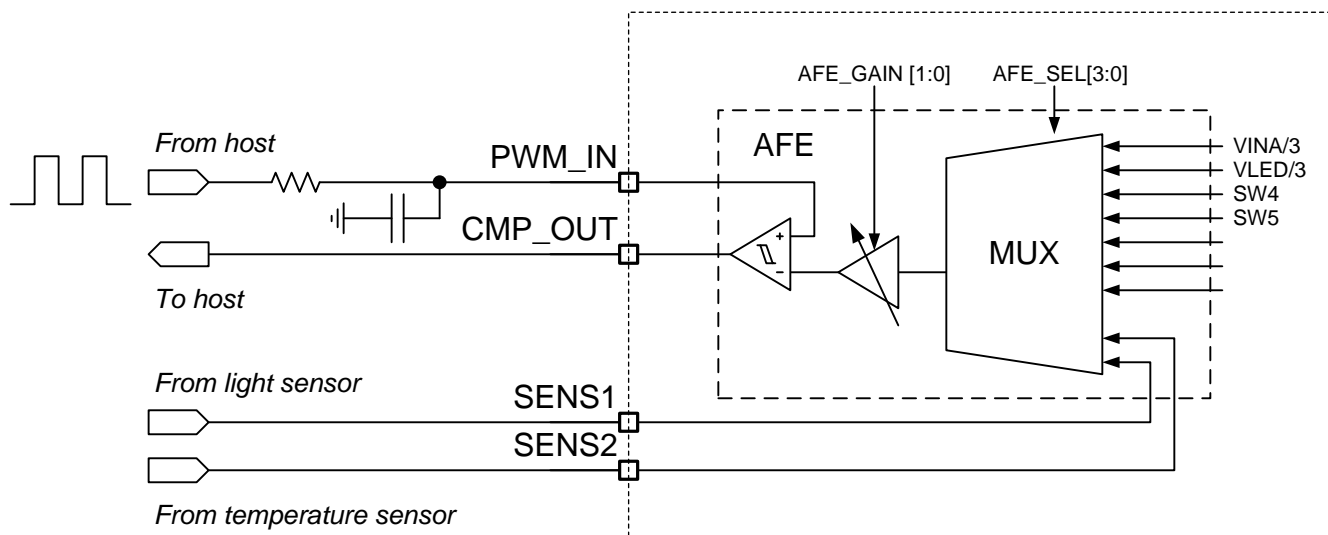 AFE_GAIN [1:0]
AFE_SEL[3:0]
From host
PWM_IN
AFE
VINA/3
VLED/3
SW4
SW5
+
-
CMP_OUT
MUX
To host
From light sensor
SENS1
SENS2
From temperature sensor